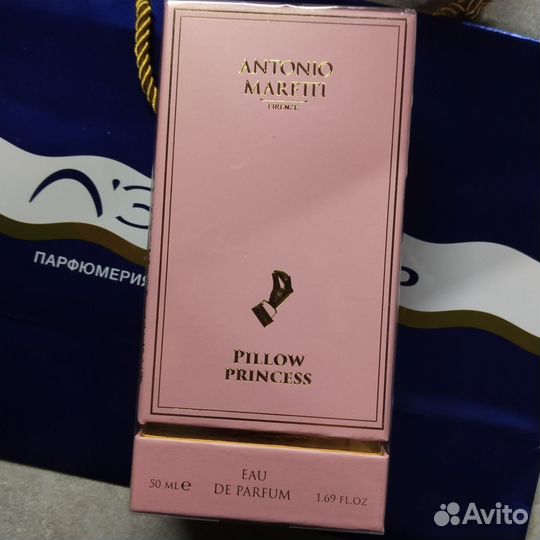 ANTONIO
MARETTI
FIRENZE
Л'Э
ПАРФЮМЕРИЯ
PILLOW
PRINCESS
EAU
DE PARFUM
50 ML e
1.69 FL.OZ
Avito